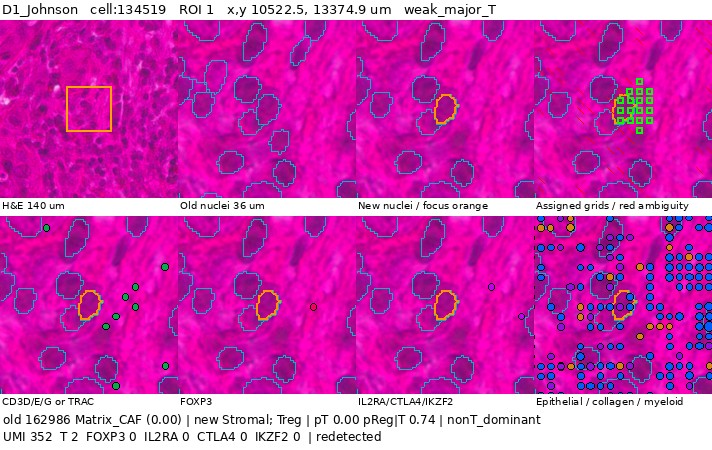 D1_Johnson   cell:134519   ROI 1   x,y 10522.5, 13374.9 um   weak_major_T
H&E 140 um
Old nuclei 36 um
New nuclei / focus orange
Assigned grids / red ambiguity
CD3D/E/G or TRAC
FOXP3
IL2RA/CTLA4/IKZF2
Epithelial / collagen / myeloid
old 162986 Matrix_CAF (0.00) | new Stromal; Treg | pT 0.00 pReg|T 0.74 | nonT_dominant
UMI 352  T 2  FOXP3 0  IL2RA 0  CTLA4 0  IKZF2 0  | redetected